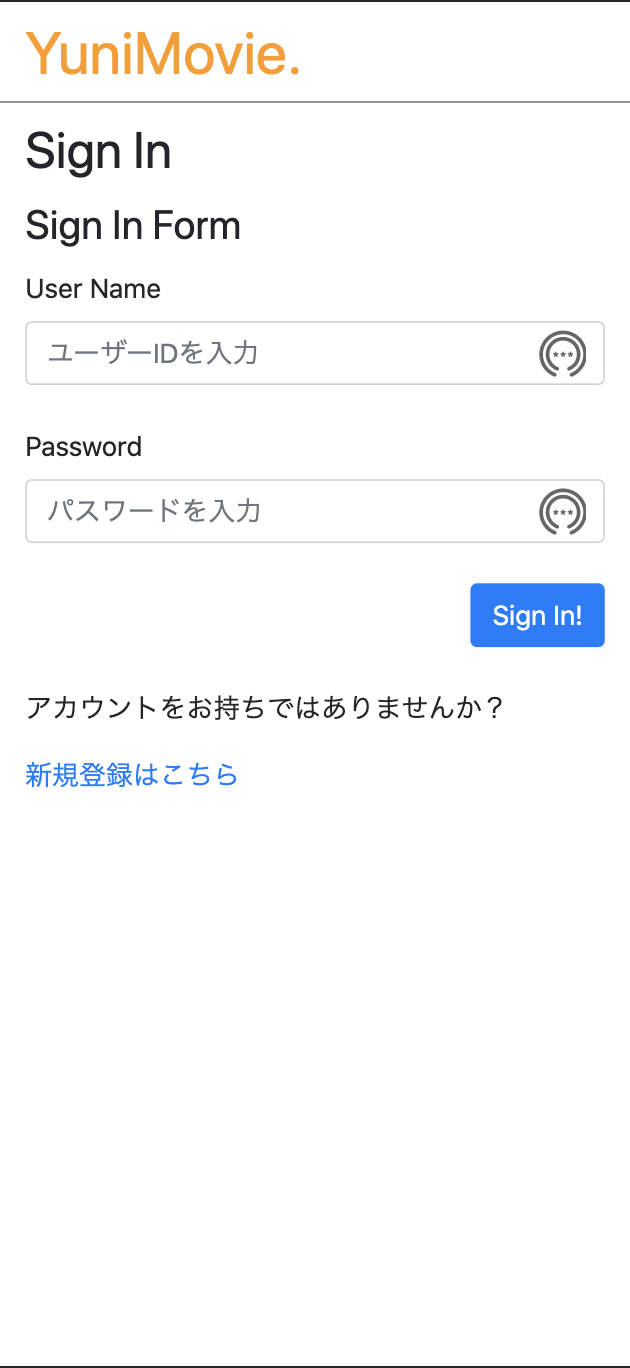 YuniMovie.
Sign In
Sign In Form
User Name
ユーザーIDを入力
Password
パスワードを入力
Sign In!
アカウントをお持ちではありませんか？
新規登録はこちら